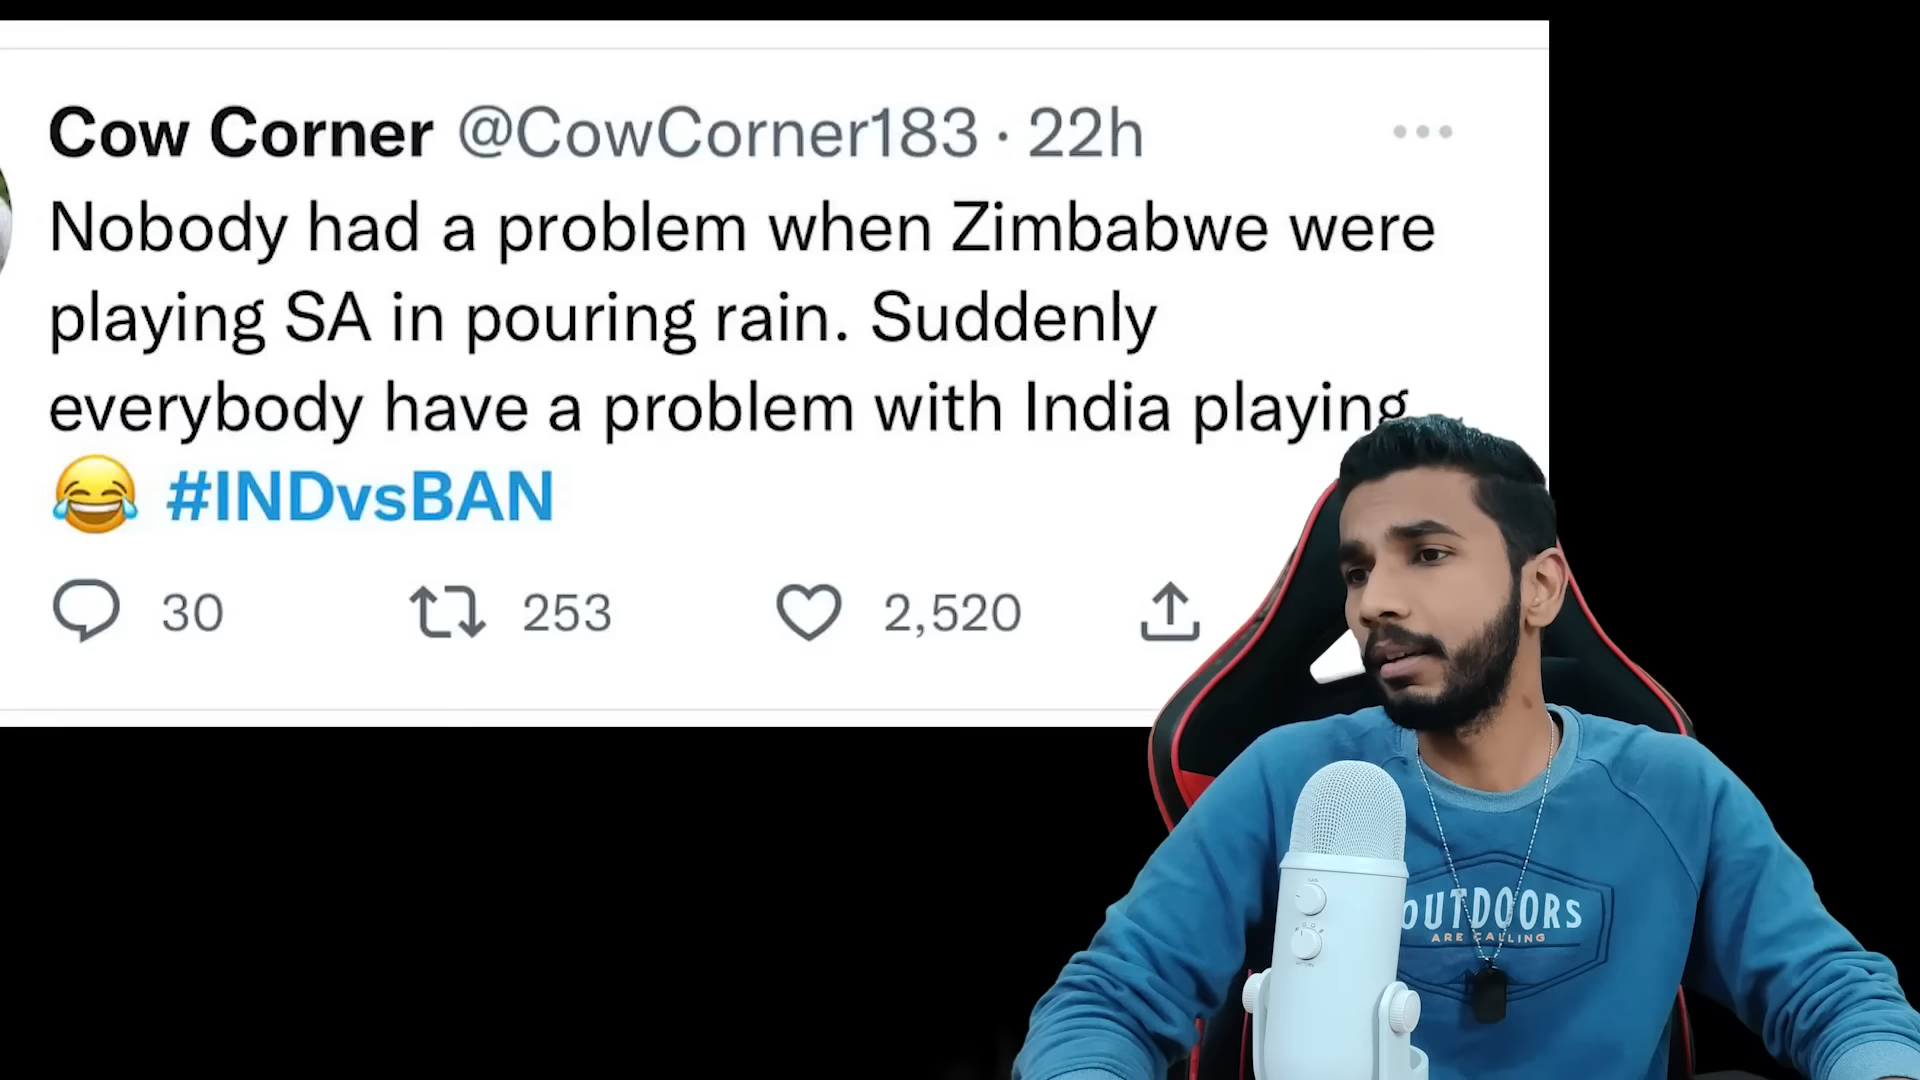 Cow Corner @CowCorner183 · 22h
Nobody had a problem when Zimbabwe were
playing SA in pouring rain. Suddenly
everybody have a problem with India playing
😂 #INDvsBAN
30 253 2,520
OUTDOORS
ARE CALLING